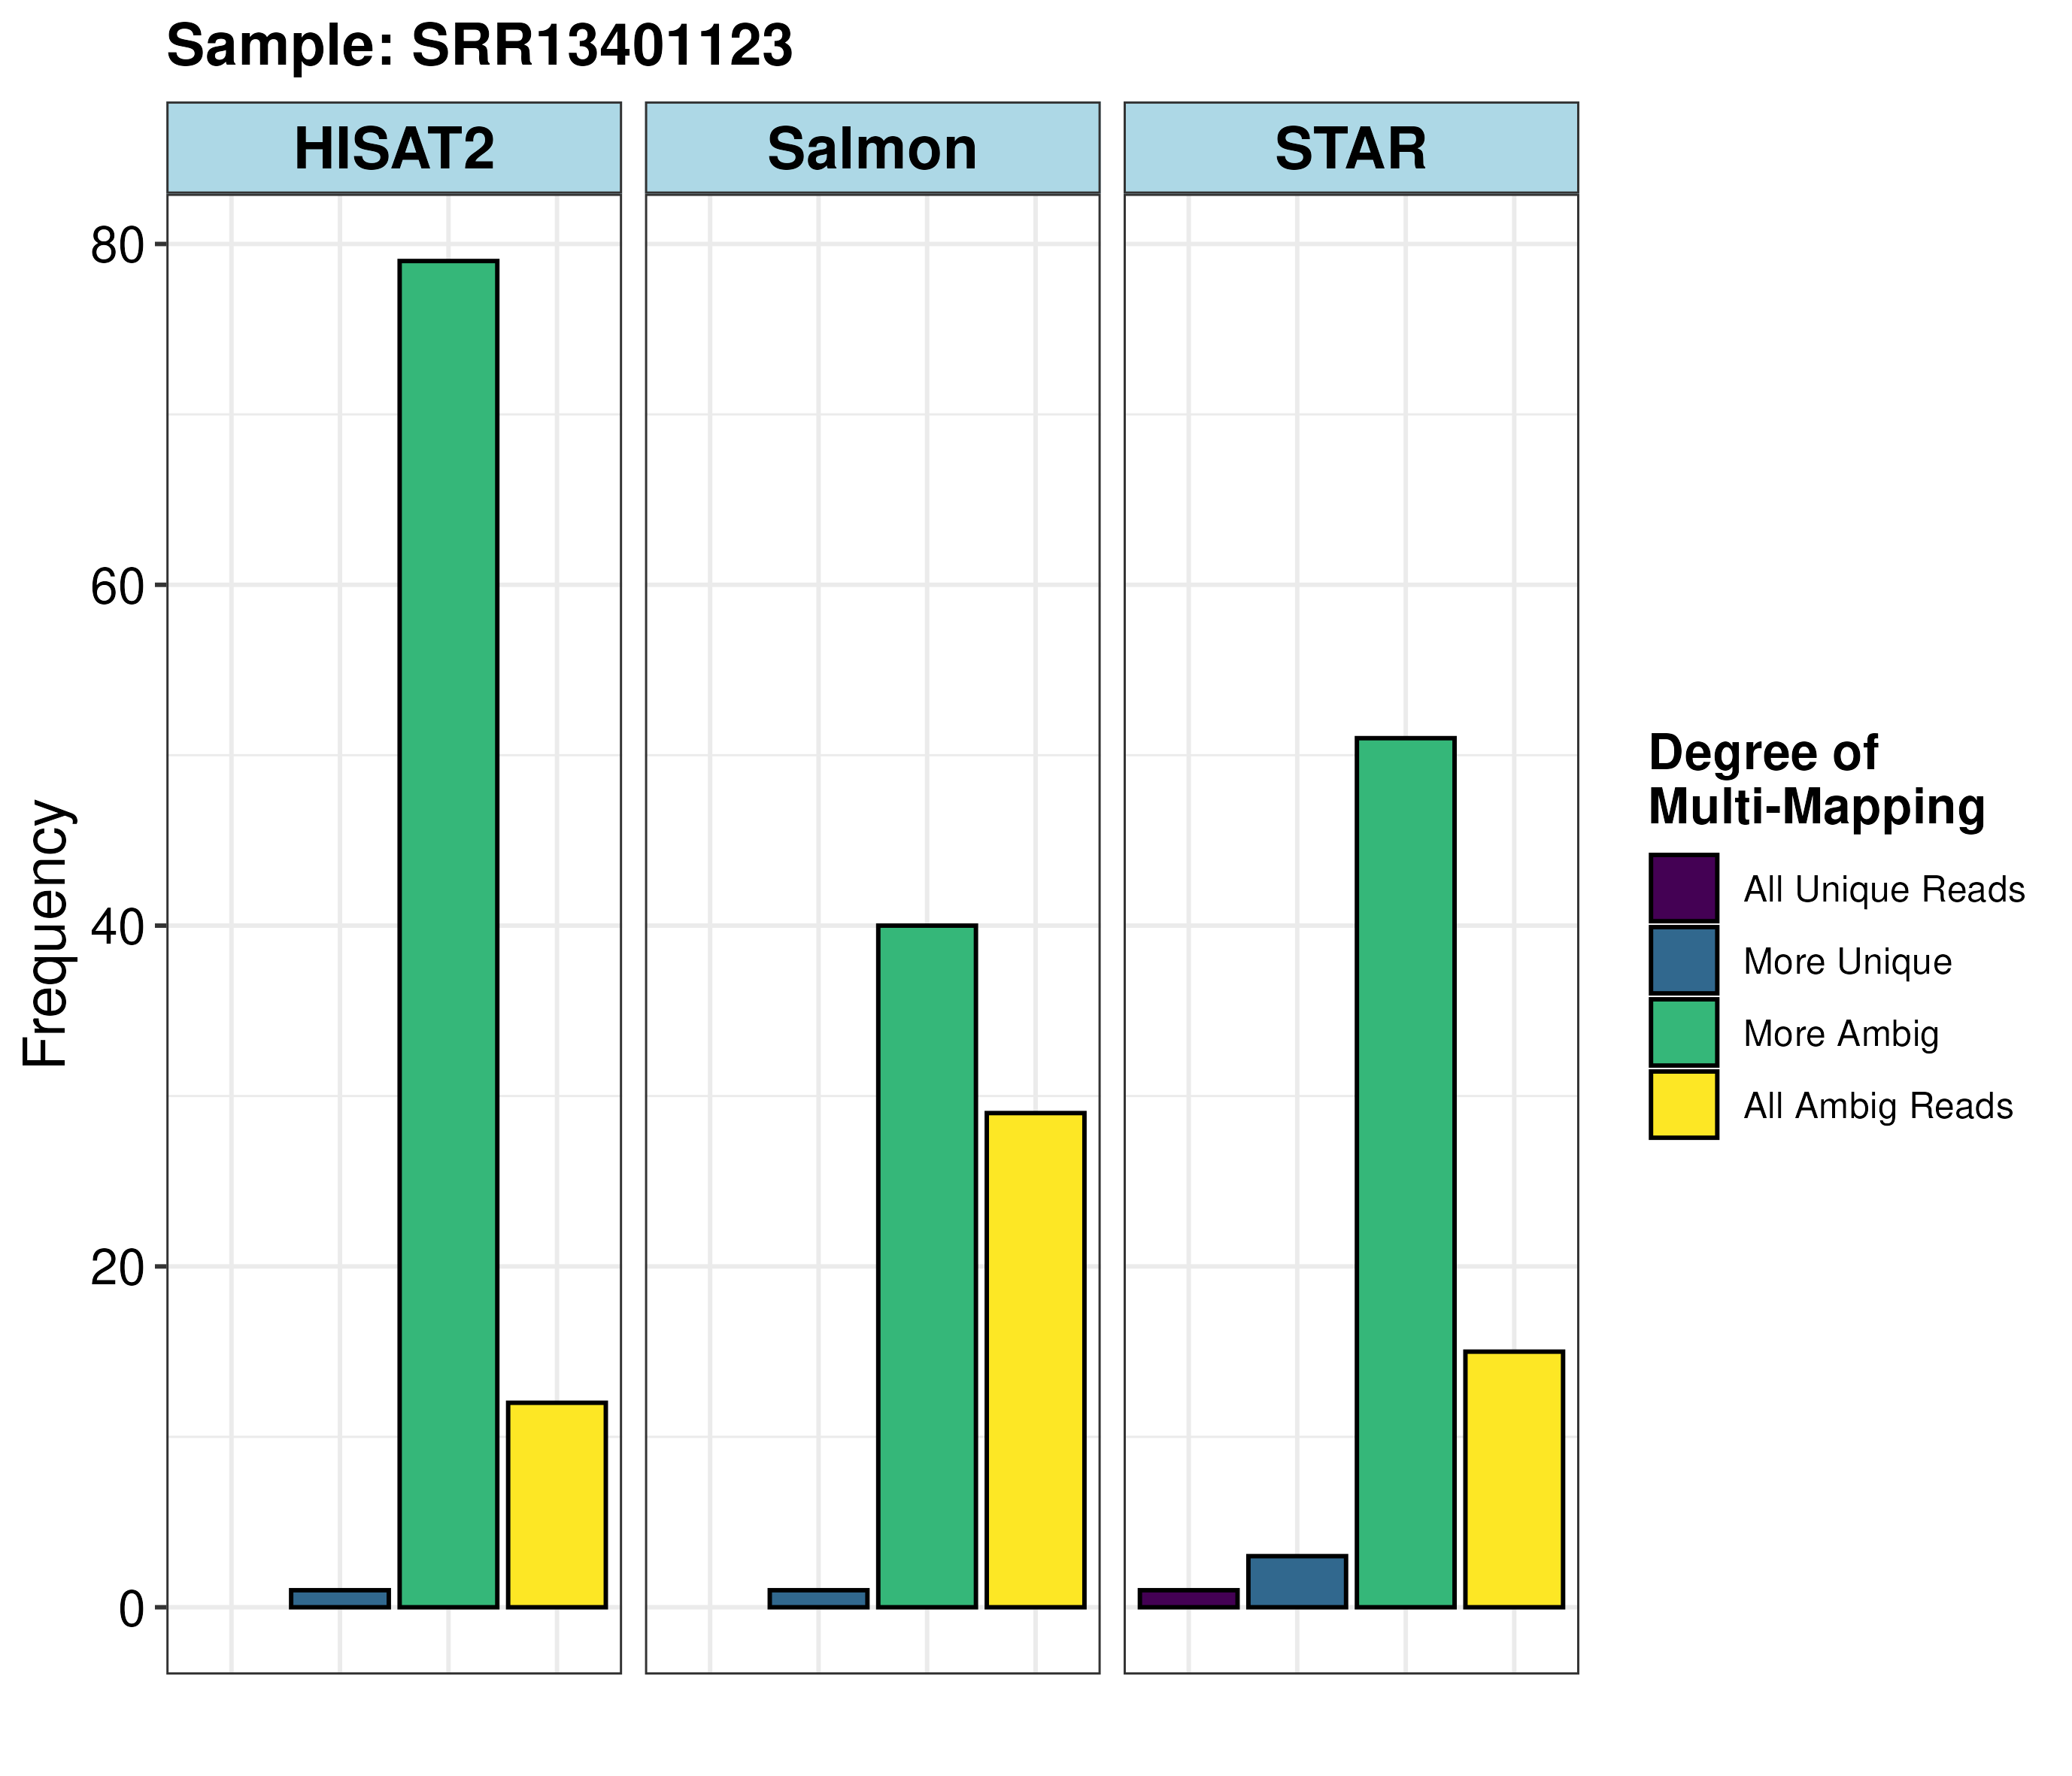 Sample: SRR13401123
HISAT2
Salmon
STAR
80
60
40
20
0
Frequency
Degree of
Multi-Mapping
All Unique Reads
More Unique
More Ambig
All Ambig Reads